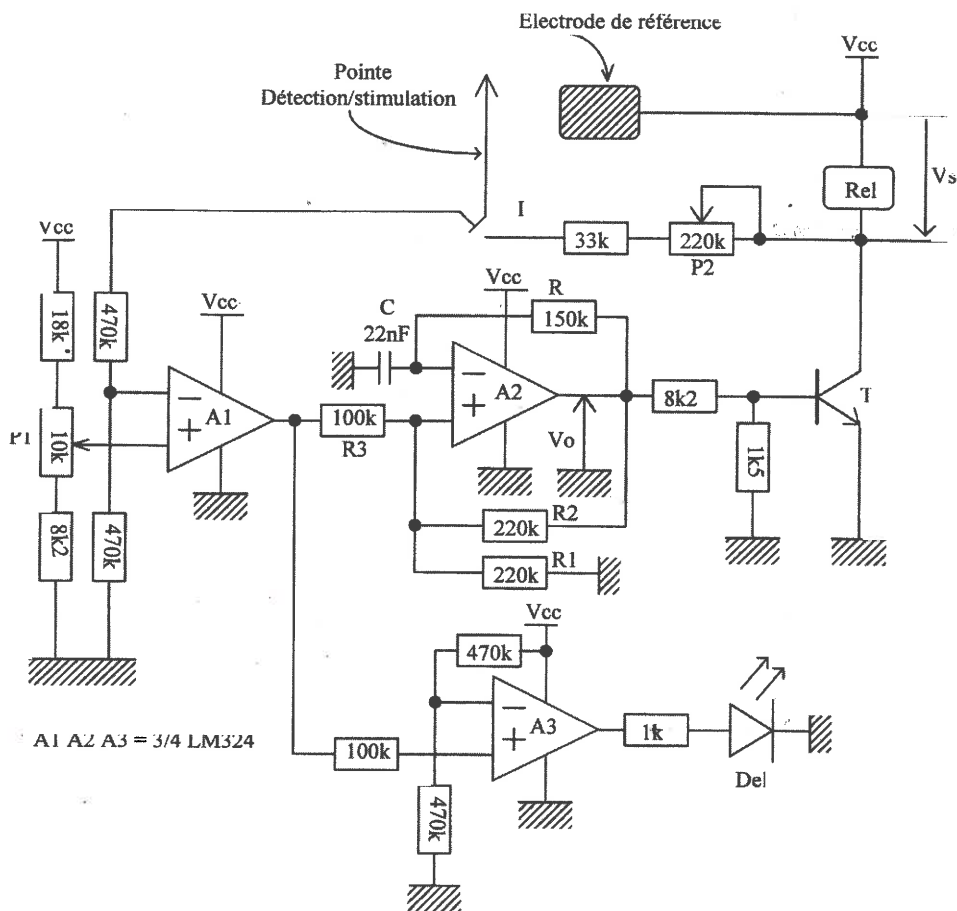 Electrode de référence
Vcc
Pointe
Détection/stimulation
Vs
Rel
I
Vcc
33k
220k
P2
Vcc
C
R
Vcc
18k
470k
22nF
150k
A1
A2
T
P1
10k
100k
8k2
R3
Vo
1k5
8k2
470k
220k
R2
220k
R1
Vcc
470k
A1 A2 A3 = 3/4 LM324
A3
100k
1k
Del
470k